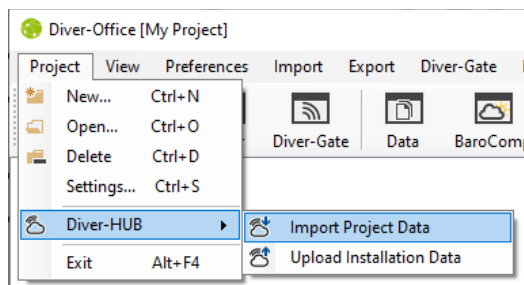 Diver-Office [My Project]
Project View Preferences Import Export Diver-Gate
New... Ctrl+N
Open... Ctrl+O
Delete Ctrl+D
Settings... Ctrl+S
Diver-Gate Data BaroComp
Diver-HUB
Import Project Data
Upload Installation Data
Exit Alt+F4